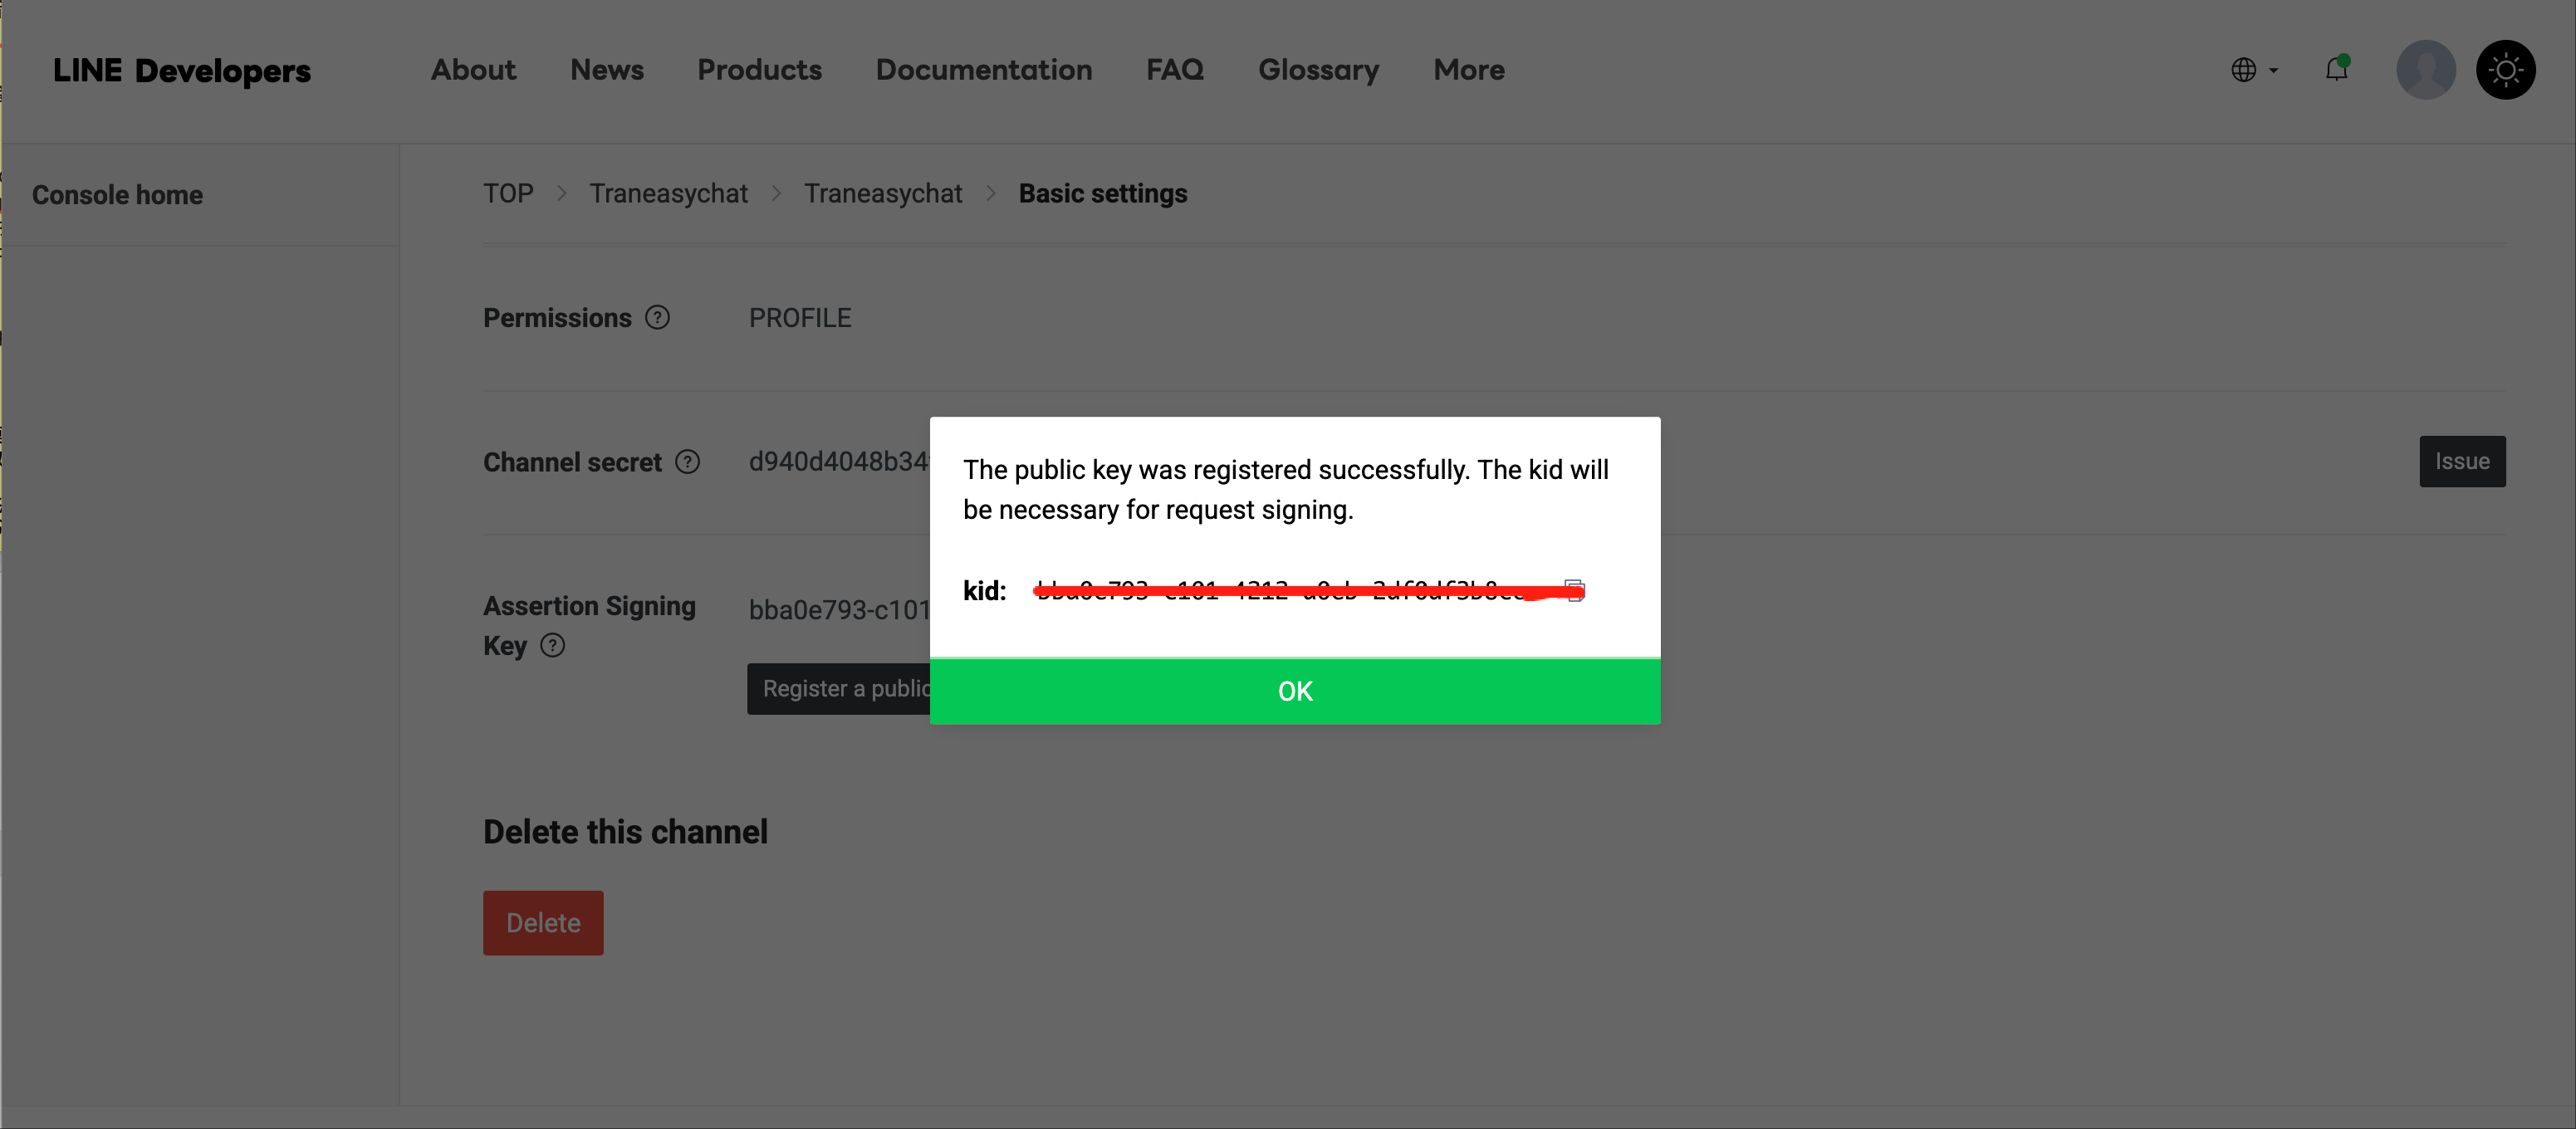 LINE Developers
About
News
Products
Documentation
FAQ
Glossary
More
Console home
TOP > Traneasychat > Traneasychat > Basic settings
Permissions ? PROFILE
Channel secret ? d940d4048b34
Issue
The public key was registered successfully. The kid will
be necessary for request signing.
kid:
OK
Assertion Signing
Key ?
bba0e793-c101
Register a public
Delete this channel
Delete